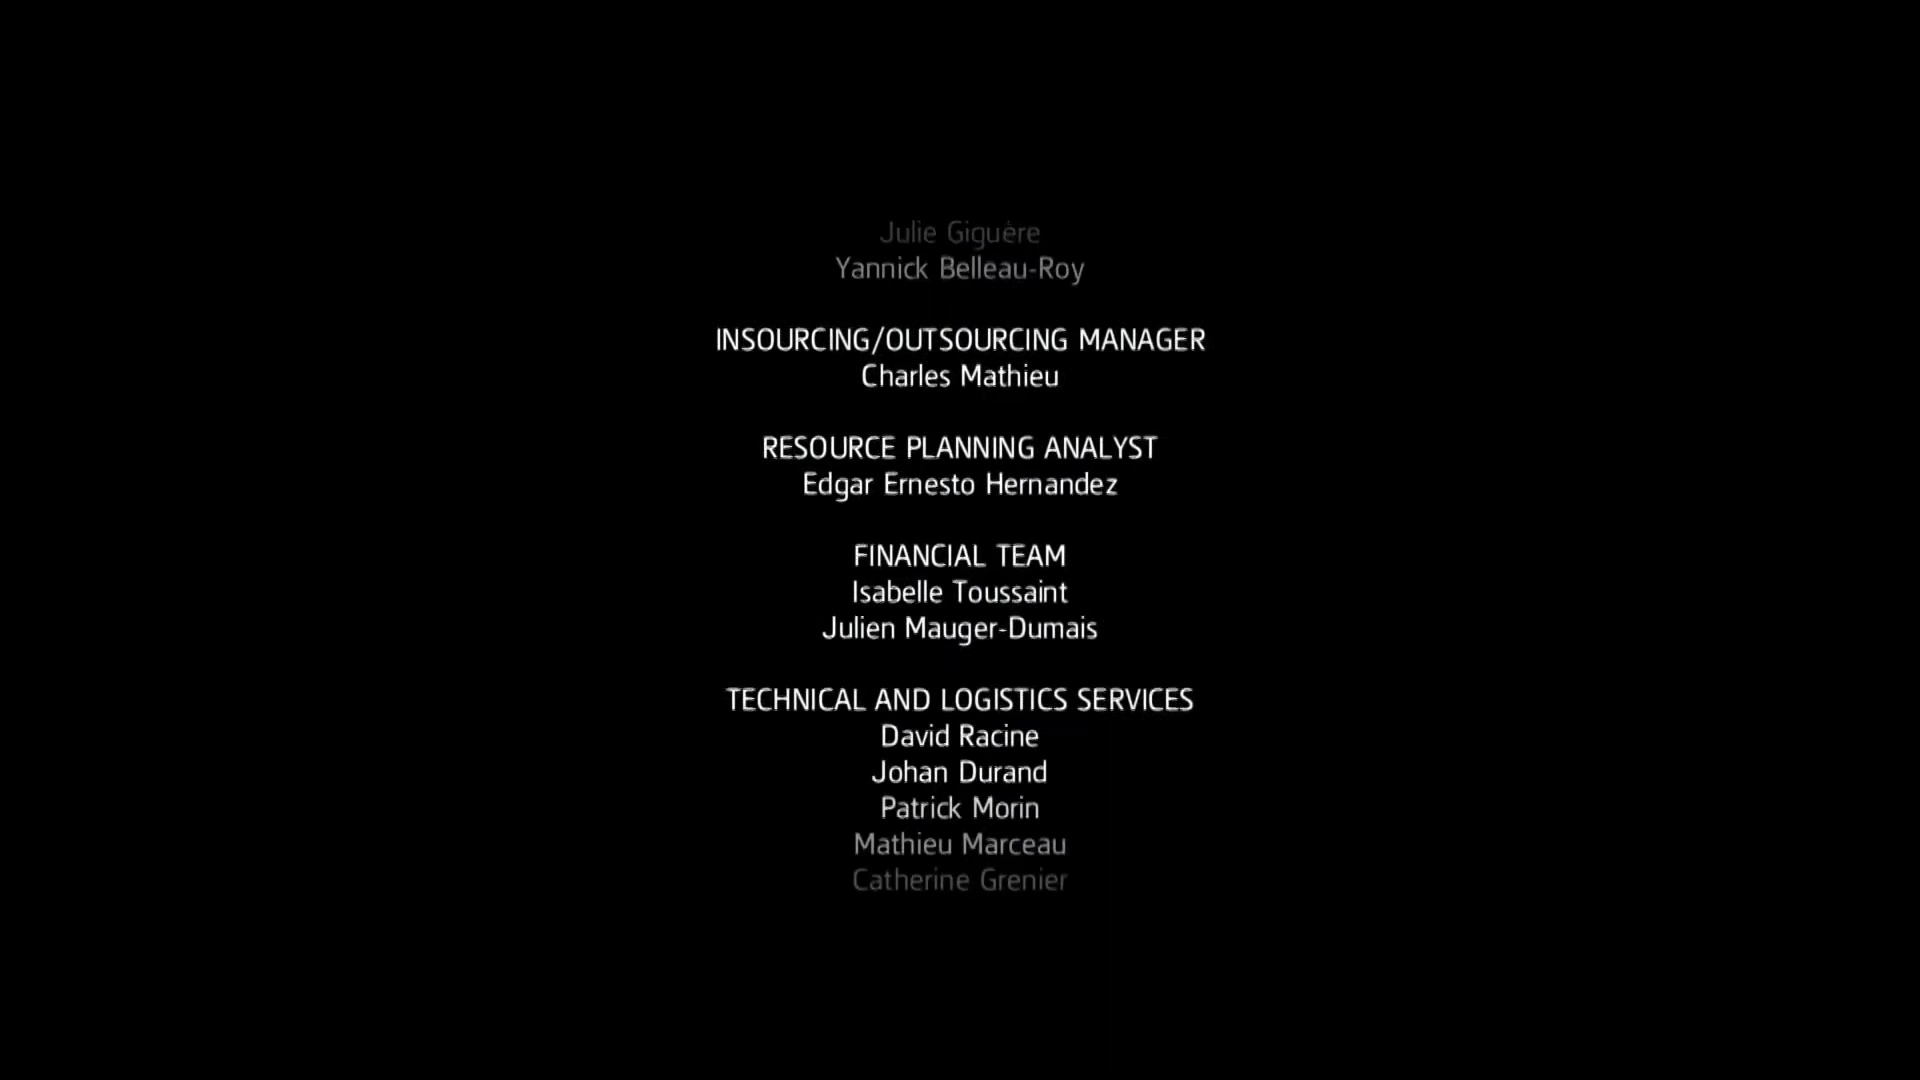 Julie Giguère
Yannick Belleau-Roy
INSOURCING/OUTSOURCING MANAGER
Charles Mathieu
RESOURCE PLANNING ANALYST
Edgar Ernesto Hernandez
FINANCIAL TEAM
Isabelle Toussaint
Julien Mauger-Dumais
TECHNICAL AND LOGISTICS SERVICES
David Racine
Johan Durand
Patrick Morin
Mathieu Marceau
Catherine Grenier